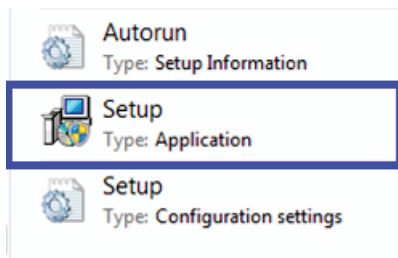 Autorun
Type: Setup Information
Setup
Type: Application
Setup
Type: Configuration settings